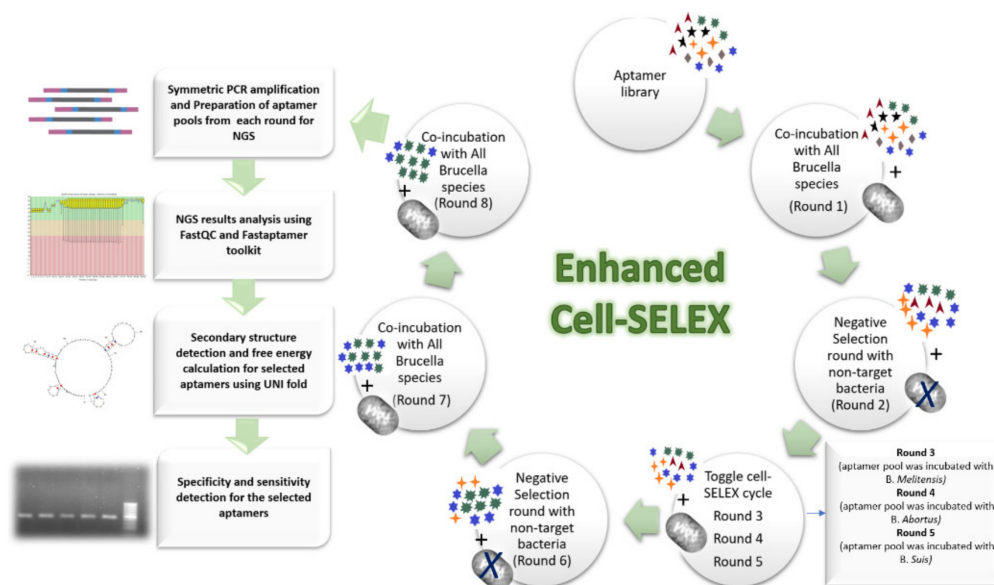 Symmetric PCR amplification
and Preparation of aptamer
pools from each round for
NGS
NGS results analysis using
FastQC and Fastaptamer
toolkit
Secondary structure
detection and free energy
calculation for selected
aptamers using UNI fold
Specificity and sensitivity
detection for the selected
aptamers
Enhanced
Cell-SELEX
Aptamer
library
Co-incubation
with All
Brucella
species
(Round 1)
+
Negative
Selection
round with
non-target
bacteria
(Round 2)
+
X
Toggle cell-
SELEX cycle
Round 3
Round 4
Round 5
+
Round 3
(aptamer pool was incubated with
B. Melitensis)
Round 4
(aptamer pool was incubated with
B. Abortus)
Round 5
(aptamer pool was incubated with
B. Suis)
Negative
Selection
round with
non-target
bacteria
(Round 6)
+
X
Co-incubation
with All
Brucella
species
(Round 7)
+
Co-incubation
with All
Brucella
species
(Round 8)
+